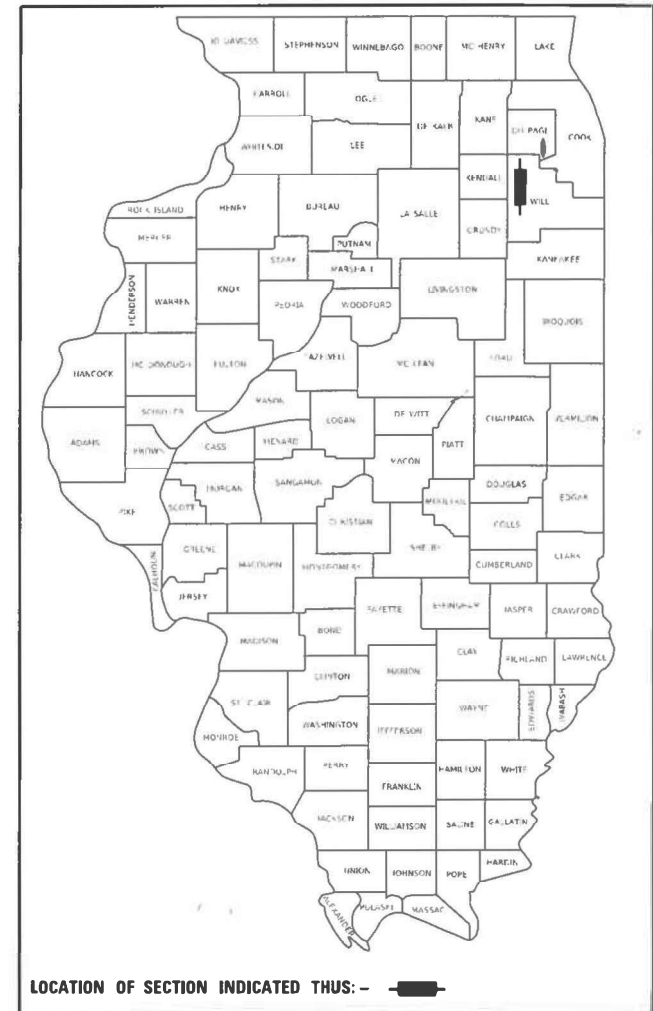 JO DAVIESS STEPHENSON WINNEBAGO BOONE MC HENRY LAKE
CARROLL OGLE
DE KALB KANE DU PAGE COOK
WHITESIDE LEE
KENDALL
WILL
ROCK ISLAND HENRY BUREAU LA SALLE
GRUNDY
MERCER PUTNAM
KANKAKEE
STARK MARSHALL
HENDERSON WARREN KNOX
PEORIA WOODFORD LIVINGSTON
IROQUOIS
HANCOCK MC DONOUGH FULTON TAZEWELL MC LEAN FORD
MASON
SCHUYLER LOGAN DE WITT CHAMPAIGN VERMILION
ADAMS BROWN CASS MENARD PIATT
MACON
PIKE SCOTT MORGAN SANGAMON MOULTRIE DOUGLAS EDGAR
CHRISTIAN COLES
GREENE SHELBY
CALHOUN MACOUPIN MONTGOMERY CUMBERLAND CLARK
JERSEY
FAYETTE EFFINGHAM JASPER CRAWFORD
MADISON BOND
CLAY RICHLAND LAWRENCE
CLINTON MARION
ST. CLAIR WAYNE EDWARDS WABASH
WASHINGTON JEFFERSON
MONROE
RANDOLPH PERRY HAMILTON WHITE
FRANKLIN
JACKSON WILLIAMSON SALINE GALLATIN
UNION JOHNSON POPE HARDIN
ALEXANDER PULASKI MASSAC
LOCATION OF SECTION INDICATED THUS: -